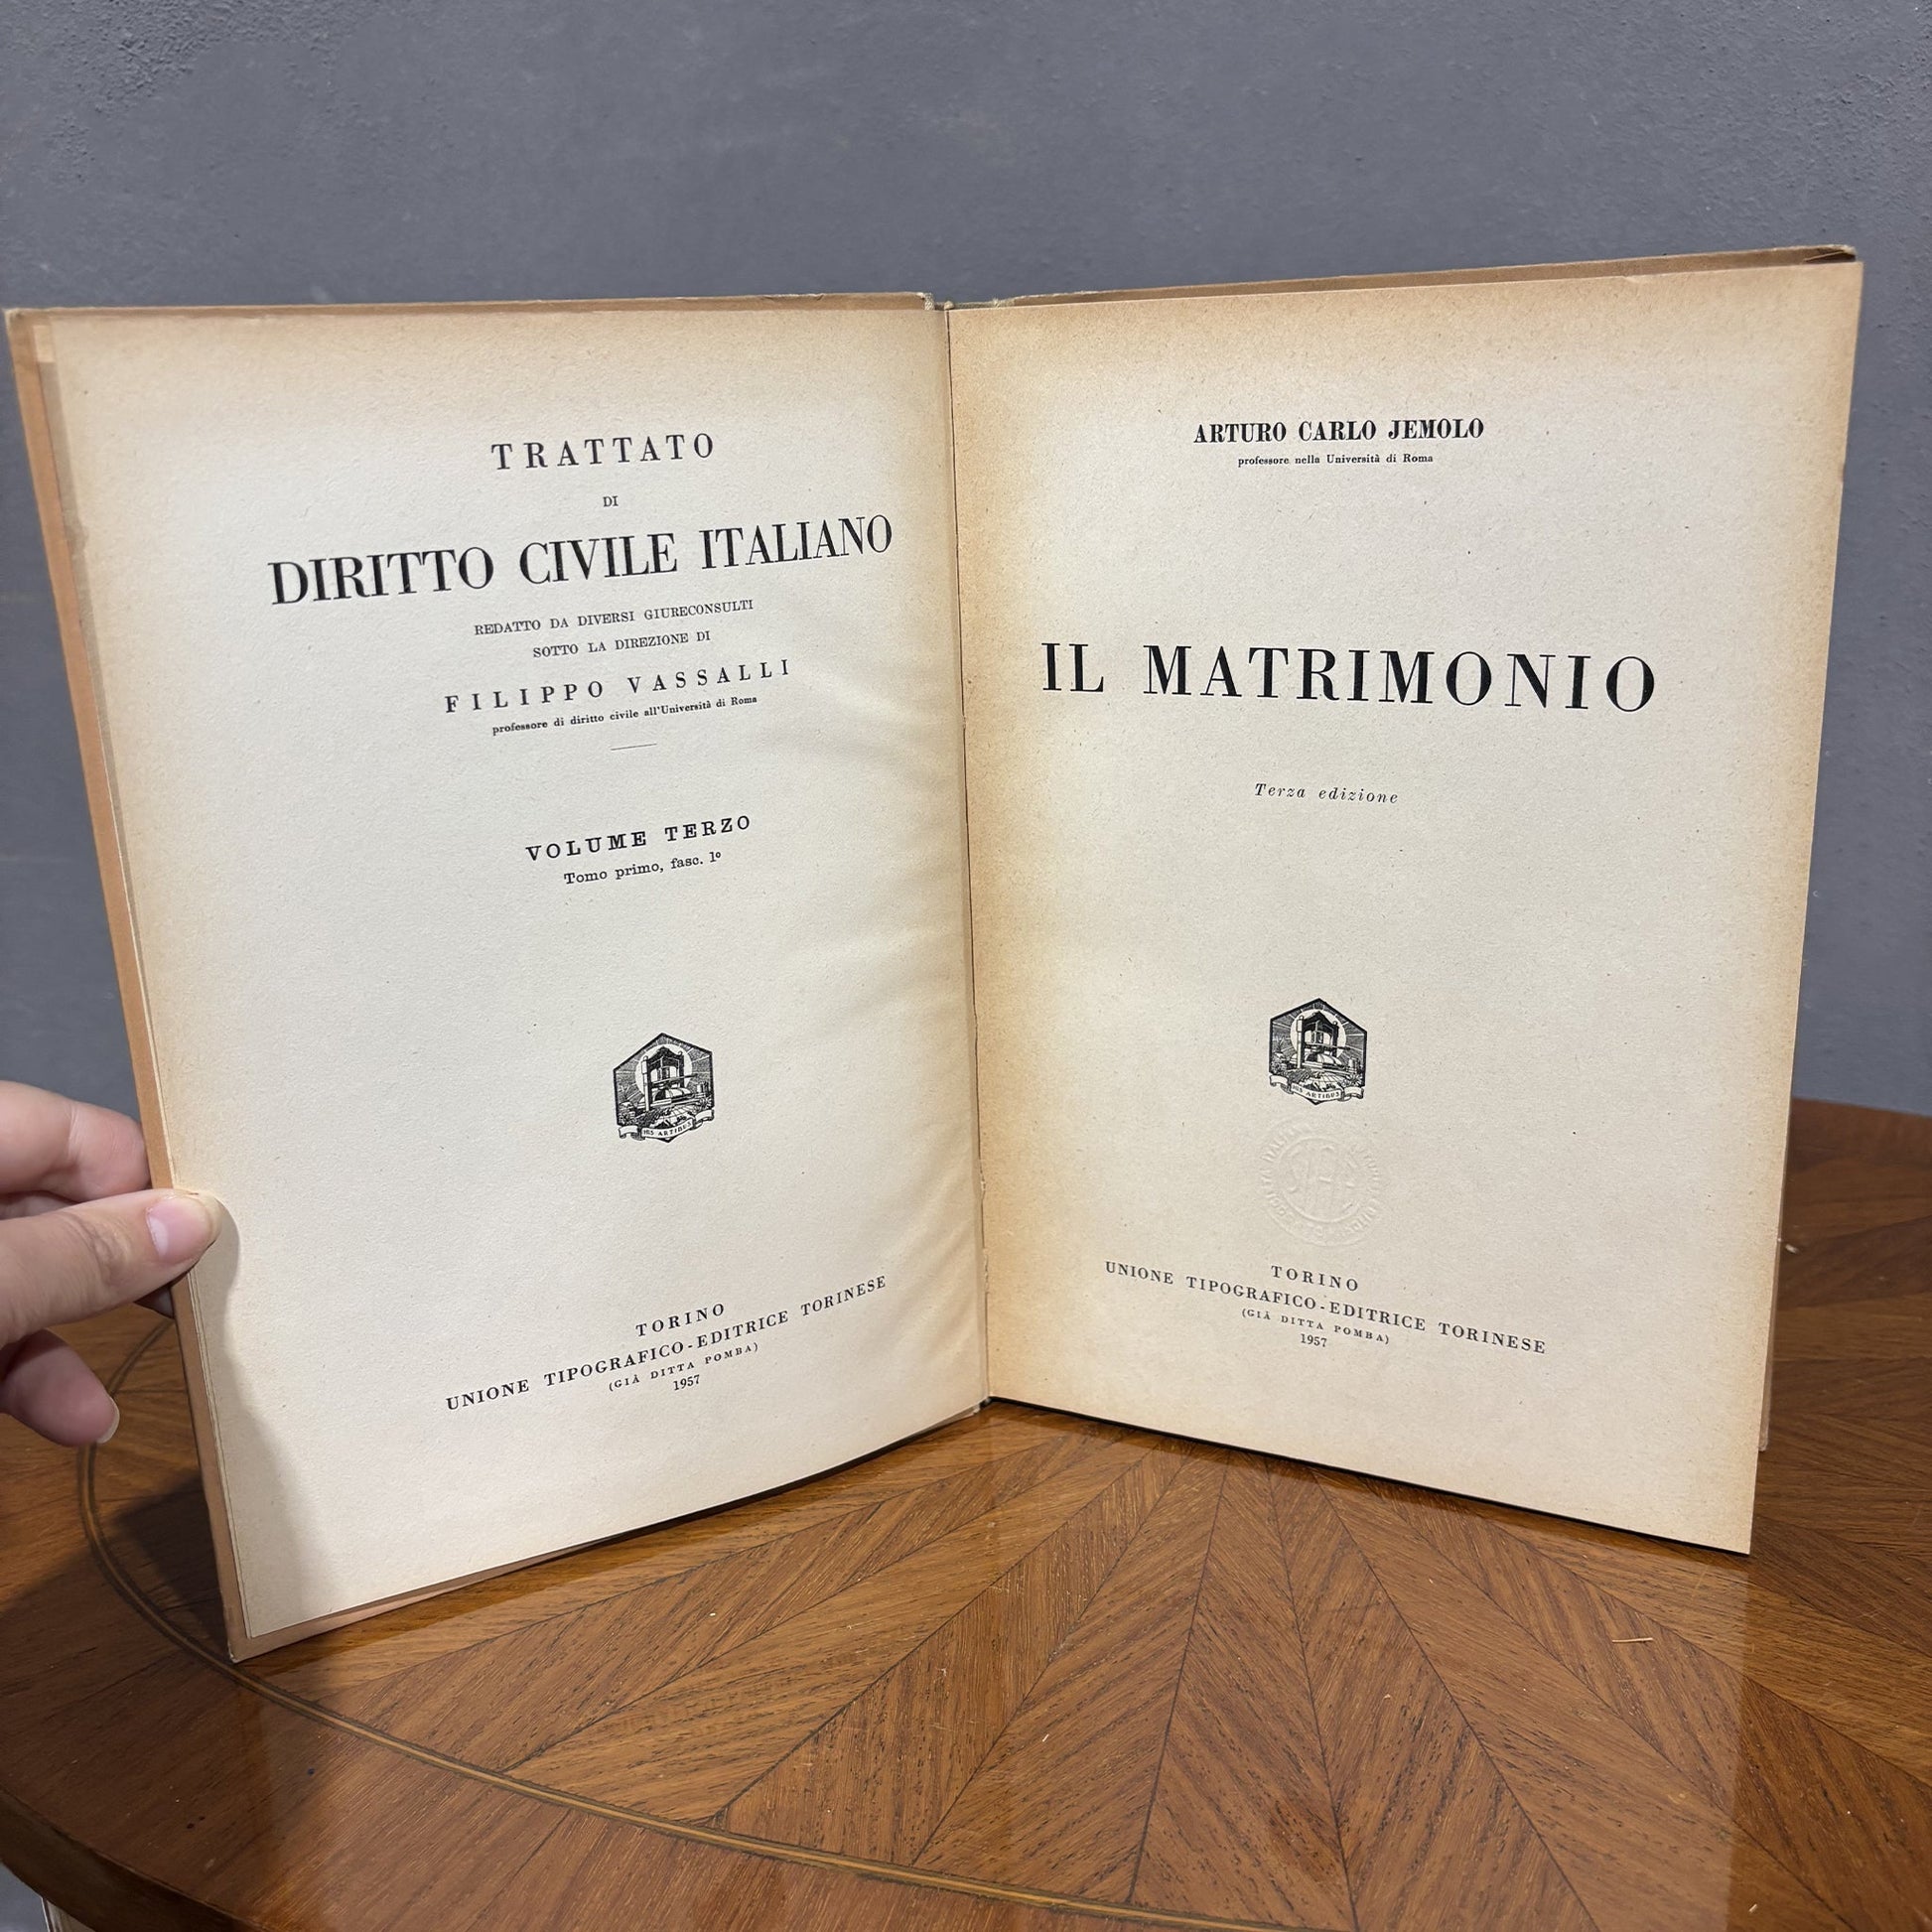 TRATTATO
DI
DIRITTO CIVILE ITALIANO
REDATTO DA DIVERSI GIURECONSULTI
SOTTO LA DIREZIONE DI
FILIPPO VASSALLI
professore di diritto civile all'Università di Roma
VOLUME TERZO
Tomo primo, fasc. 1º
ARTIBUS
TORINO
UNIONE TIPOGRAFICO-EDITRICE TORINESE
(GIÀ DITTA POMBA)
1957
ARTURO CARLO JEMOLO
professore nella Università di Roma
IL MATRIMONIO
Terza edizione
ARTIBUS
SIAE
TORINO
UNIONE TIPOGRAFICO-EDITRICE TORINESE
(GIÀ DITTA POMBA)
1957